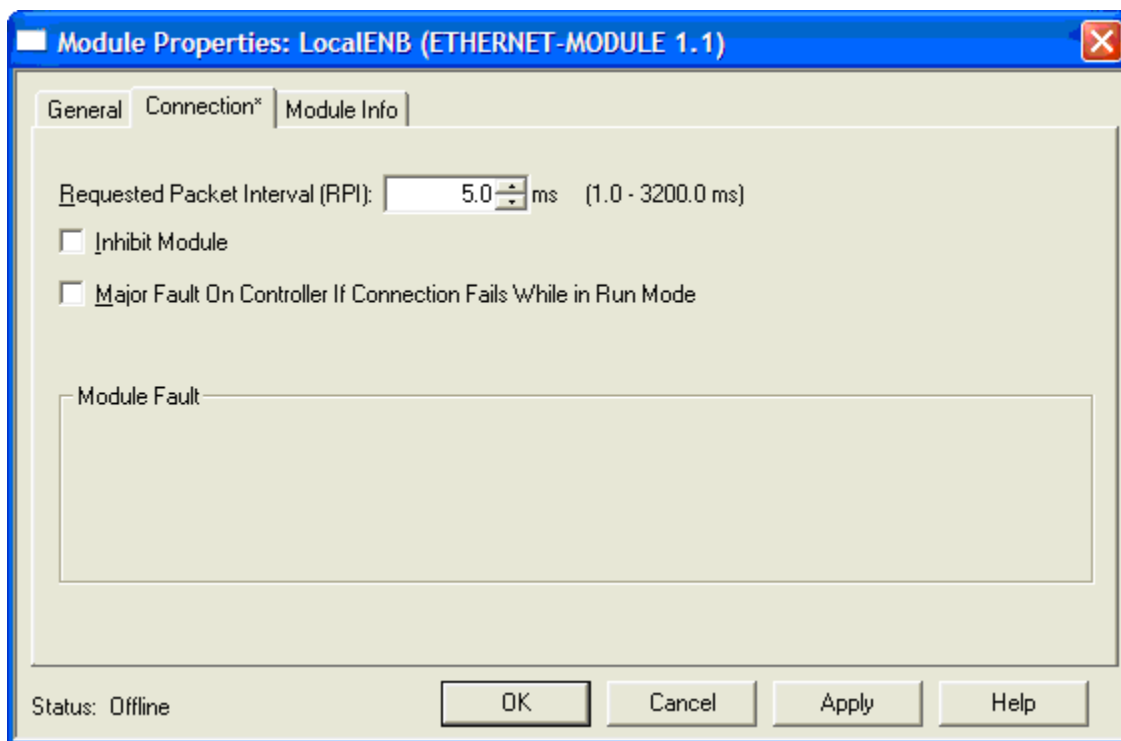 Module Properties: LocalENB (ETHERNET-MODULE 1.1)
General Connection* Module Info
Requested Packet Interval (RPI): 5.0 ms (1.0 - 3200.0 ms)
Inhibit Module
Major Fault On Controller If Connection Fails While in Run Mode
Module Fault
Status: Offline OK Cancel Apply Help